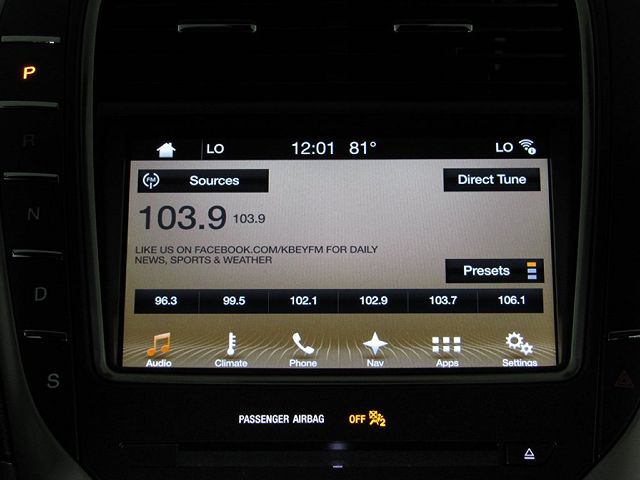 P
R
N
D
S
LO 12:01 81° LO
FM Sources Direct Tune
103.9 103.9
LIKE US ON FACEBOOK.COM/KBEYFM FOR DAILY
NEWS, SPORTS & WEATHER
Presets
96.3 99.5 102.1 102.9 103.7 106.1
Audio Climate Phone Nav Apps Settings
PASSENGER AIRBAG OFF 2